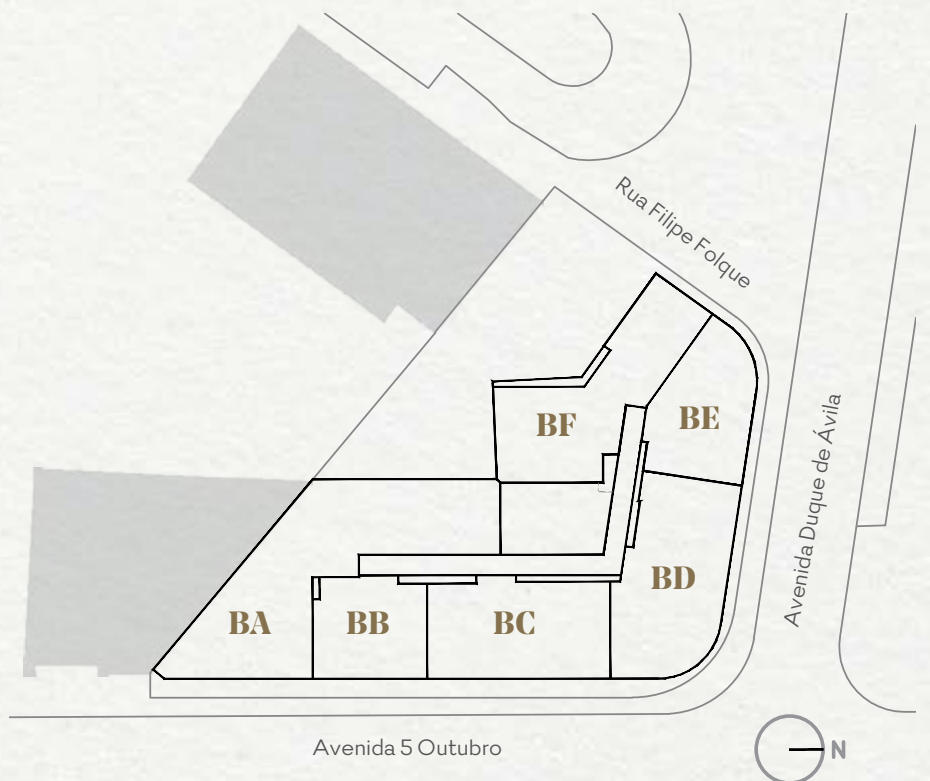 Rua Filipe Folque
BF
BE
Avenida Duque de Ávila
BD
BA
BB
BC
Avenida 5 Outubro
N